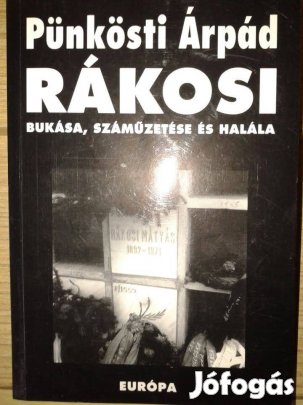 Pünkösti Árpád
RÁKOSI
BUKÁSA, SZÁMŰZETÉSE ÉS HALÁLA
RÁKOSI MÁTYÁS
1892-1971
EURÓPA
Jófogás